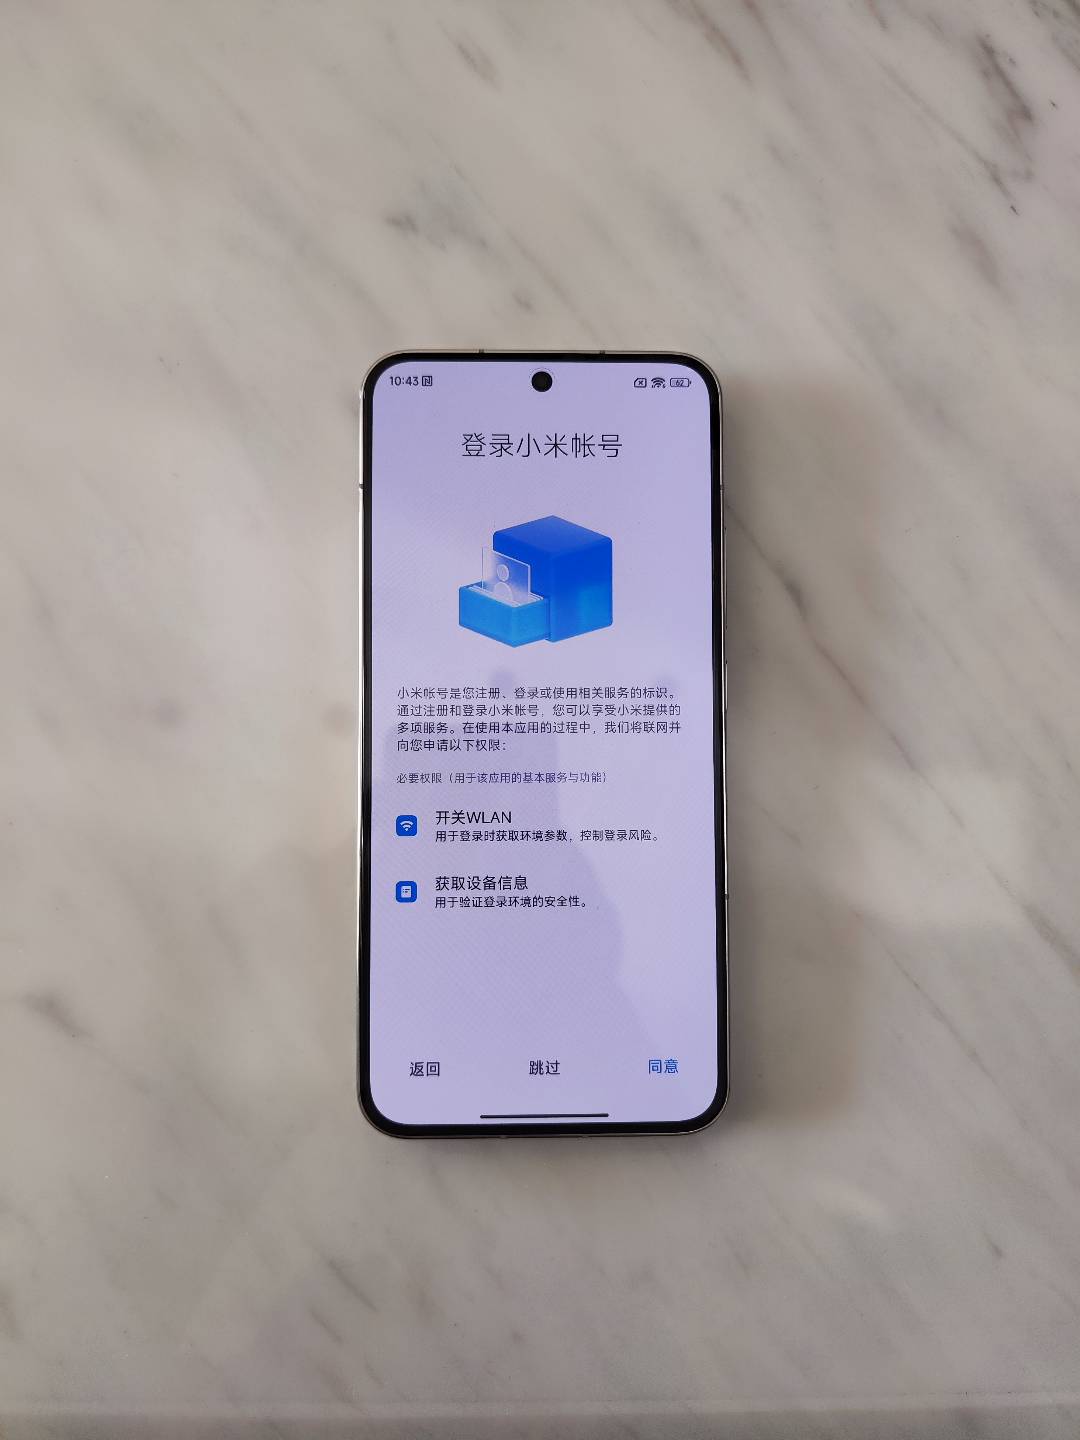 10:43
62
登录小米帐号
小米帐号是您注册、登录或使用相关服务的标识。
通过注册和登录小米帐号，您可以享受小米提供的
多项服务。在使用本应用的过程中，我们将联网并
向您申请以下权限：
必要权限（用于该应用的基本服务与功能）
开关WLAN
用于登录时获取环境参数，控制登录风险。
获取设备信息
用于验证登录环境的安全性。
返回 跳过 同意